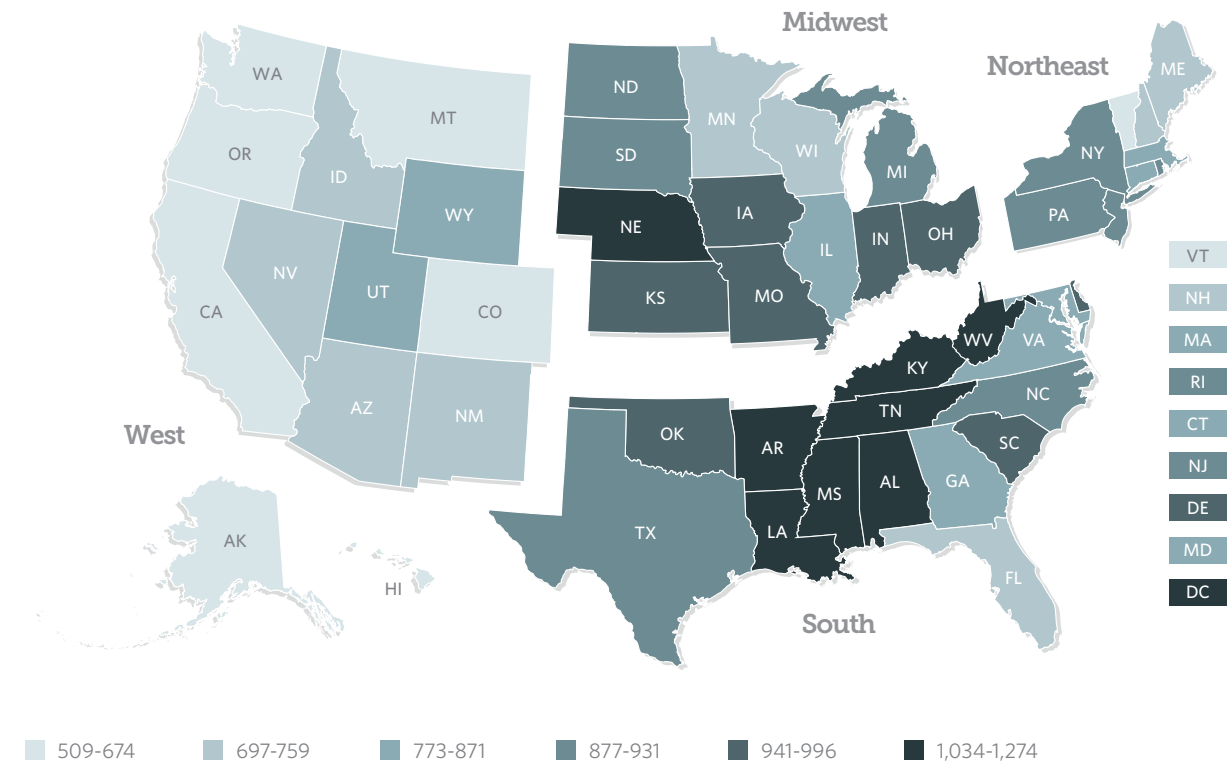 Midwest
Northeast
WA
MT
ME
ND
MN
OR
SD
WI
NY
MI
ID
WY
PA
NE
IA
IN
OH
IL
VT
NV
UT
CO
KS
MO
NH
CA
WV
VA
MA
KY
RI
AZ
NM
TN
NC
CT
West
OK
AR
SC
NJ
MS
AL
GA
DE
AK
TX
LA
MD
HI
FL
DC
South
509-674
697-759
773-871
877-931
941-996
1,034-1,274